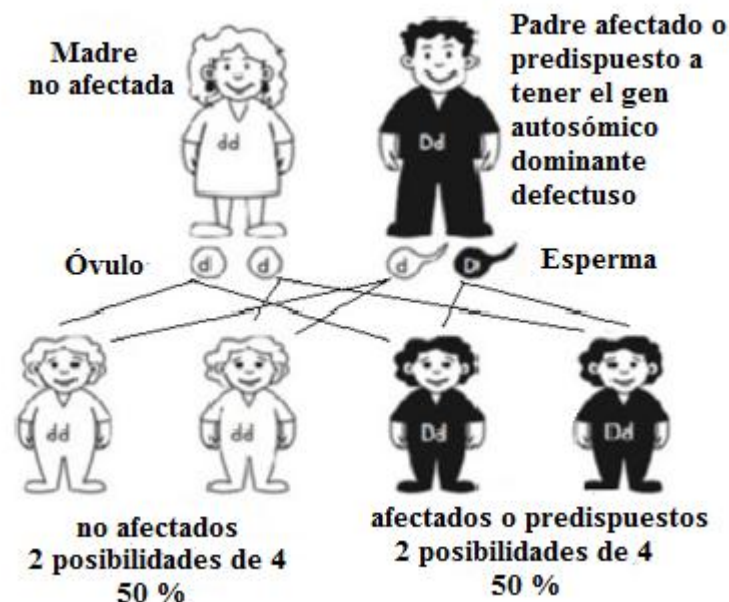 Madre
no afectada
Padre afectado o
predispuesto a
tener el gen
autosómico
dominante
defectuso
dd
Dd
Óvulo
d
d
d
D
Esperma
dd
dd
Dd
Dd
no afectados
2 posibilidades de 4
50 %
afectados o predispuestos
2 posibilidades de 4
50 %